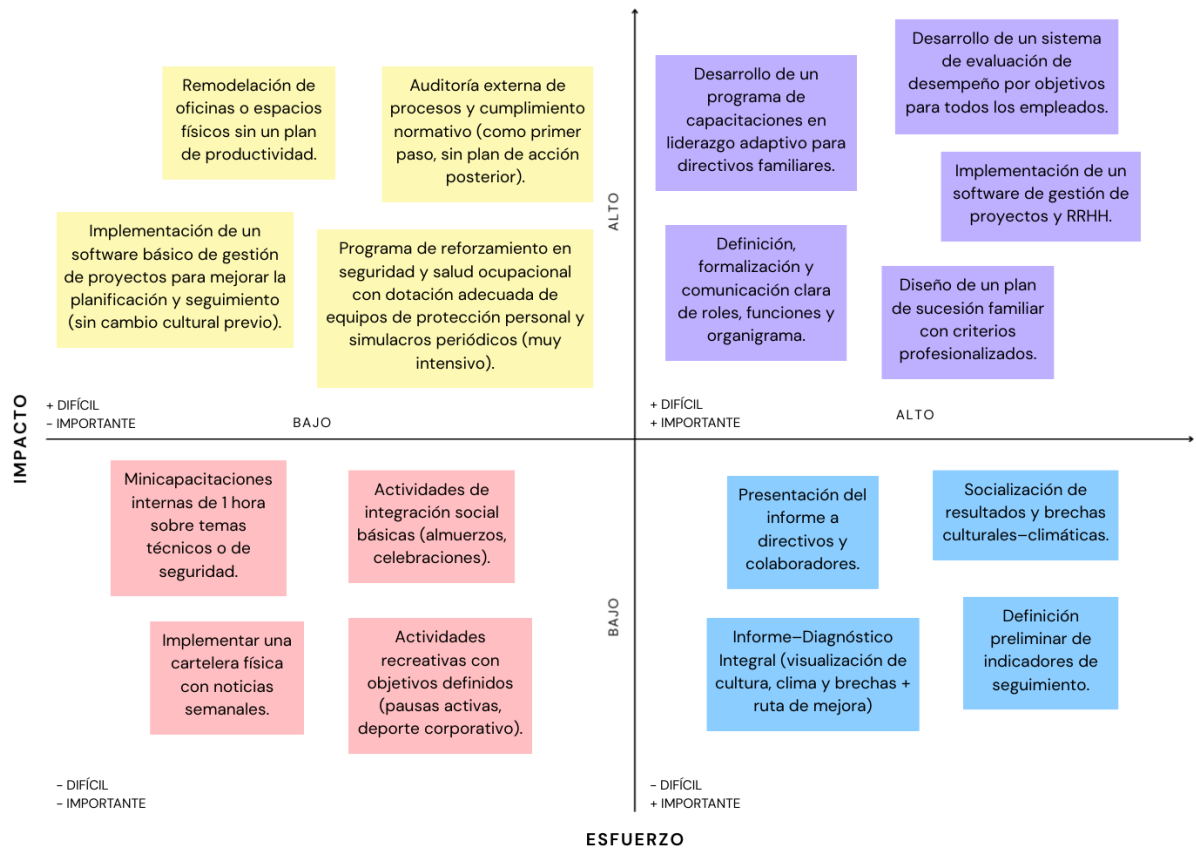 Remodelación de
oficinas o espacios
físicos sin un plan
de productividad.
Auditoría externa de
procesos y cumplimiento
normativo (como primer
paso, sin plan de acción
posterior).
Implementación de un
software básico de gestión
de proyectos para mejorar la
planificación y seguimiento
(sin cambio cultural previo).
Programa de reforzamiento en
seguridad y salud ocupacional
con dotación adecuada de
equipos de protección personal y
simulacros periódicos (muy
intensivo).
ALTO
Desarrollo de un
programa de
capacitaciones en
liderazgo adaptivo para
directivos familiares.
Desarrollo de un sistema
de evaluación de
desempeño por objetivos
para todos los empleados.
Implementación de un
software de gestión de
proyectos y RRHH.
Definición,
formalización y
comunicación clara
de roles, funciones y
organigrama.
Diseño de un plan
de sucesión familiar
con criterios
profesionalizados.
IMPACTO
+ DIFÍCIL
− IMPORTANTE
BAJO
+ DIFÍCIL
+ IMPORTANTE
ALTO
Minicapacitaciones
internas de 1 hora
sobre temas
técnicos o de
seguridad.
Actividades de
integración social
básicas (almuerzos,
celebraciones).
Implementar una
cartelera física
con noticias
semanales.
Actividades
recreativas con
objetivos definidos
(pausas activas,
deporte corporativo).
BAJO
Presentación del
informe a
directivos y
colaboradores.
Socialización de
resultados y brechas
culturales–climáticas.
Informe–Diagnóstico
Integral (visualización de
cultura, clima y brechas +
ruta de mejora)
Definición
preliminar de
indicadores de
seguimiento.
− DIFÍCIL
− IMPORTANTE
− DIFÍCIL
+ IMPORTANTE
ESFUERZO